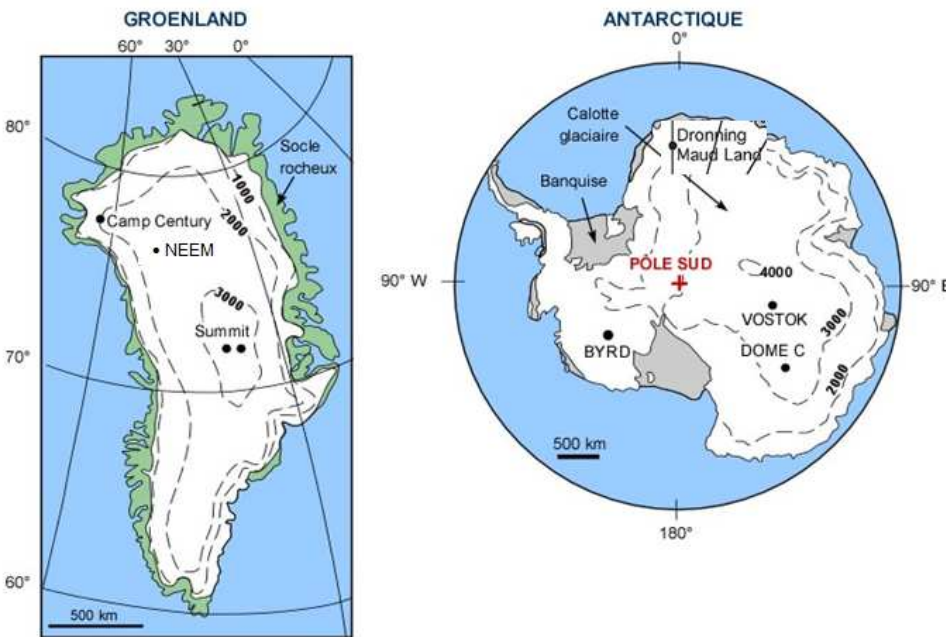 GROENLAND
60° 30° 0°
80°
70°
60°
Socle
rocheux
1000
2000
3000
Camp Century
NEEM
Summit
500 km
ANTARCTIQUE
0°
Calotte
glaciaire
Dronning
Maud Land
Banquise
PÔLE SUD
90° W
90° E
4000
3000
2000
VOSTOK
DOME C
BYRD
500 km
180°